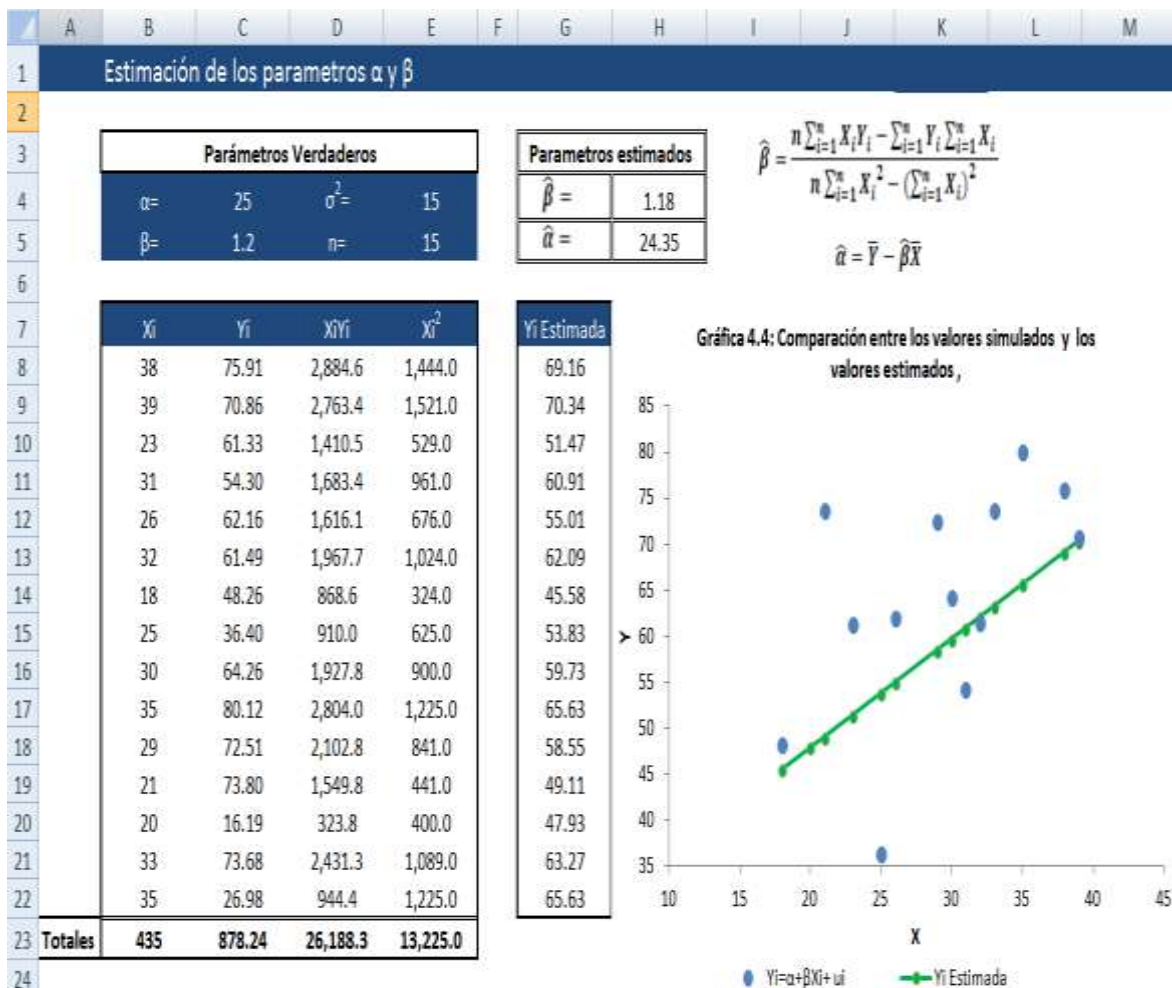 A B C D E F G H I J K L M
1 Estimación de los parametros α y β
2
3 Parámetros Verdaderos Parametros estimados
4 α= 25 σ²= 15 β̂ = 1.18
5 β= 1.2 n= 15 α̂ = 24.35
β̂ = (n∑ⁿᵢ₌₁ XᵢYᵢ − ∑ⁿᵢ₌₁ Yᵢ ∑ⁿᵢ₌₁ Xᵢ) / (n∑ⁿᵢ₌₁ Xᵢ² − (∑ⁿᵢ₌₁ Xᵢ)²)
α̂ = Ȳ − β̂X̄
6
7 Xi Yi XiYi Xi² Yi Estimada
8 38 75.91 2,884.6 1,444.0 69.16
9 39 70.86 2,763.4 1,521.0 70.34
10 23 61.33 1,410.5 529.0 51.47
11 31 54.30 1,683.4 961.0 60.91
12 26 62.16 1,616.1 676.0 55.01
13 32 61.49 1,967.7 1,024.0 62.09
14 18 48.26 868.6 324.0 45.58
15 25 36.40 910.0 625.0 53.83
16 30 64.26 1,927.8 900.0 59.73
17 35 80.12 2,804.0 1,225.0 65.63
18 29 72.51 2,102.8 841.0 58.55
19 21 73.80 1,549.8 441.0 49.11
20 20 16.19 323.8 400.0 47.93
21 33 73.68 2,431.3 1,089.0 63.27
22 35 26.98 944.4 1,225.0 65.63
23 Totales 435 878.24 26,188.3 13,225.0
24
Gráfica 4.4: Comparación entre los valores simulados y los
valores estimados ,
85
80
75
70
65
60
55
50
45
40
35
Y
10 15 20 25 30 35 40 45
X
Yi=α+βXi+ ui Yi Estimada